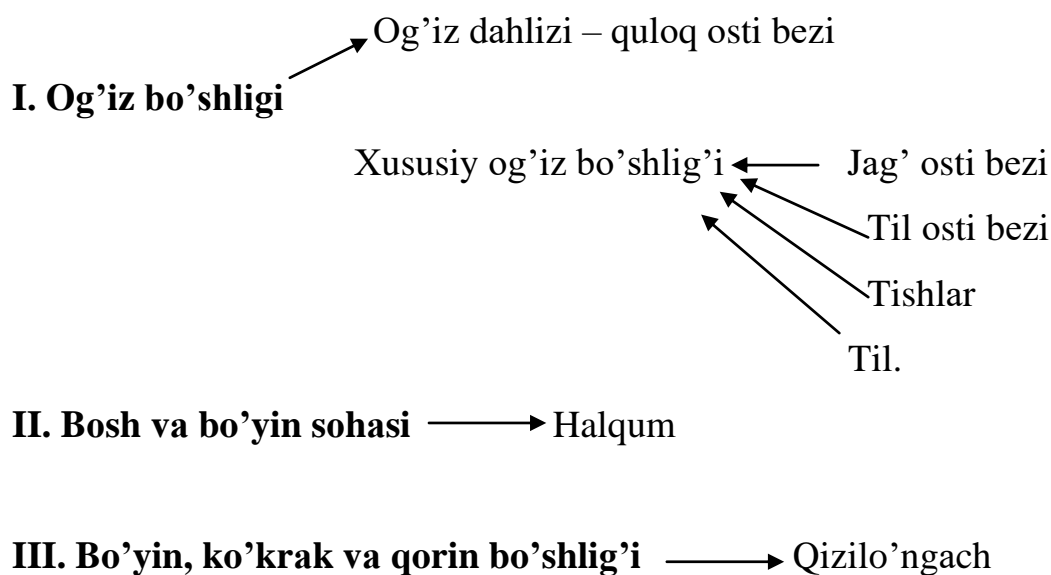 Og’iz dahlizi – quloq osti bezi
I. Og’iz bo’shligi
Xususiy og’iz bo’shlig’i Jag’ osti bezi
Til osti bezi
Tishlar
Til.
II. Bosh va bo’yin sohasi Halqum
III. Bo’yin, ko’krak va qorin bo’shlig’i Qizilo’ngach